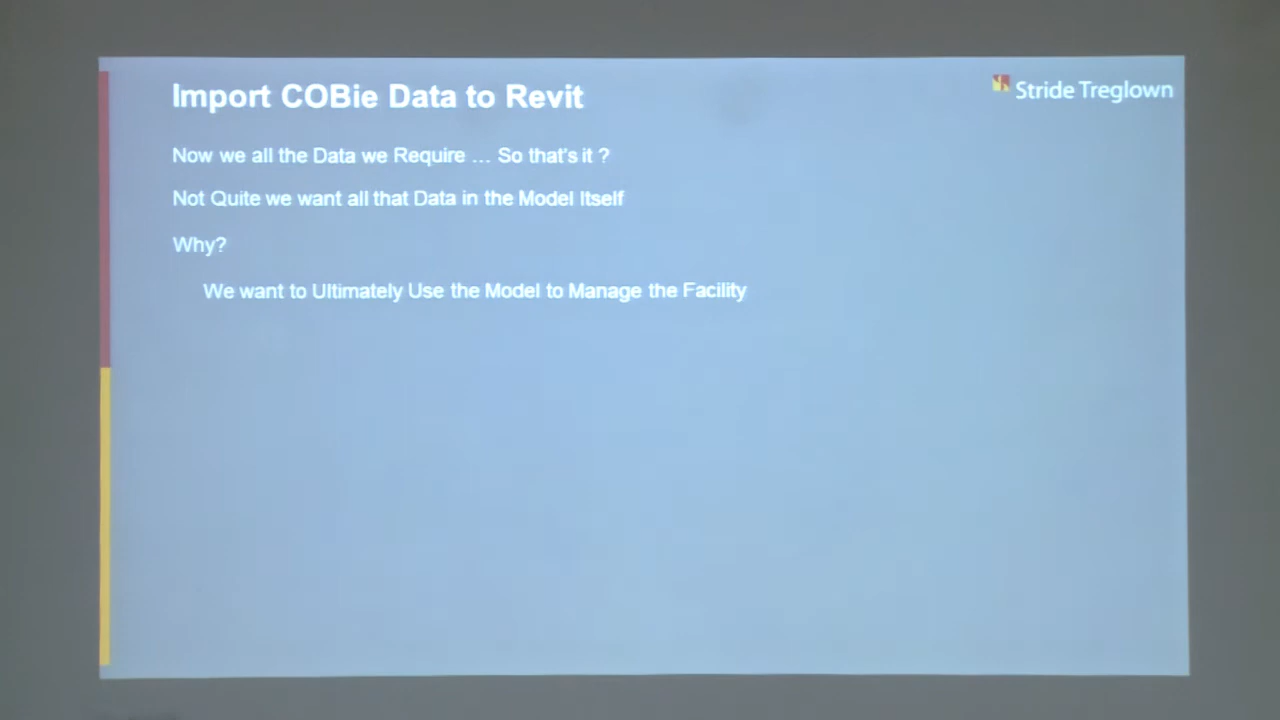 Import COBie Data to Revit
Stride Treglown
Now we all the Data we Require ... So that's it ?
Not Quite we want all that Data in the Model Itself
Why?
We want to Ultimately Use the Model to Manage the Facility